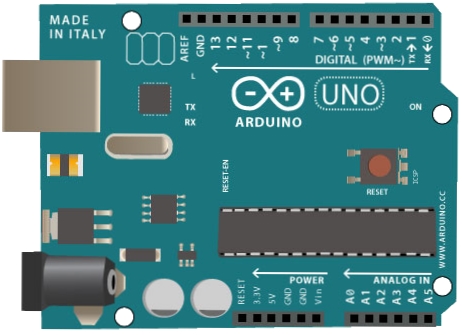 MADE
IN ITALY
AREF
GND
13
12
~11
~1
~9
8
7
~6
~5
4
~3
2
TX→1
RX←0
L
TX
RX
DIGITAL (PWM~)
UNO
ON
ARDUINO
RESET-EN
RESET
ICSP
WWW.ARDUINO.CC
POWER
ANALOG IN
RESET
3.3V
5V
GND
GND
Vin
A0
A1
A2
A3
A4
A5